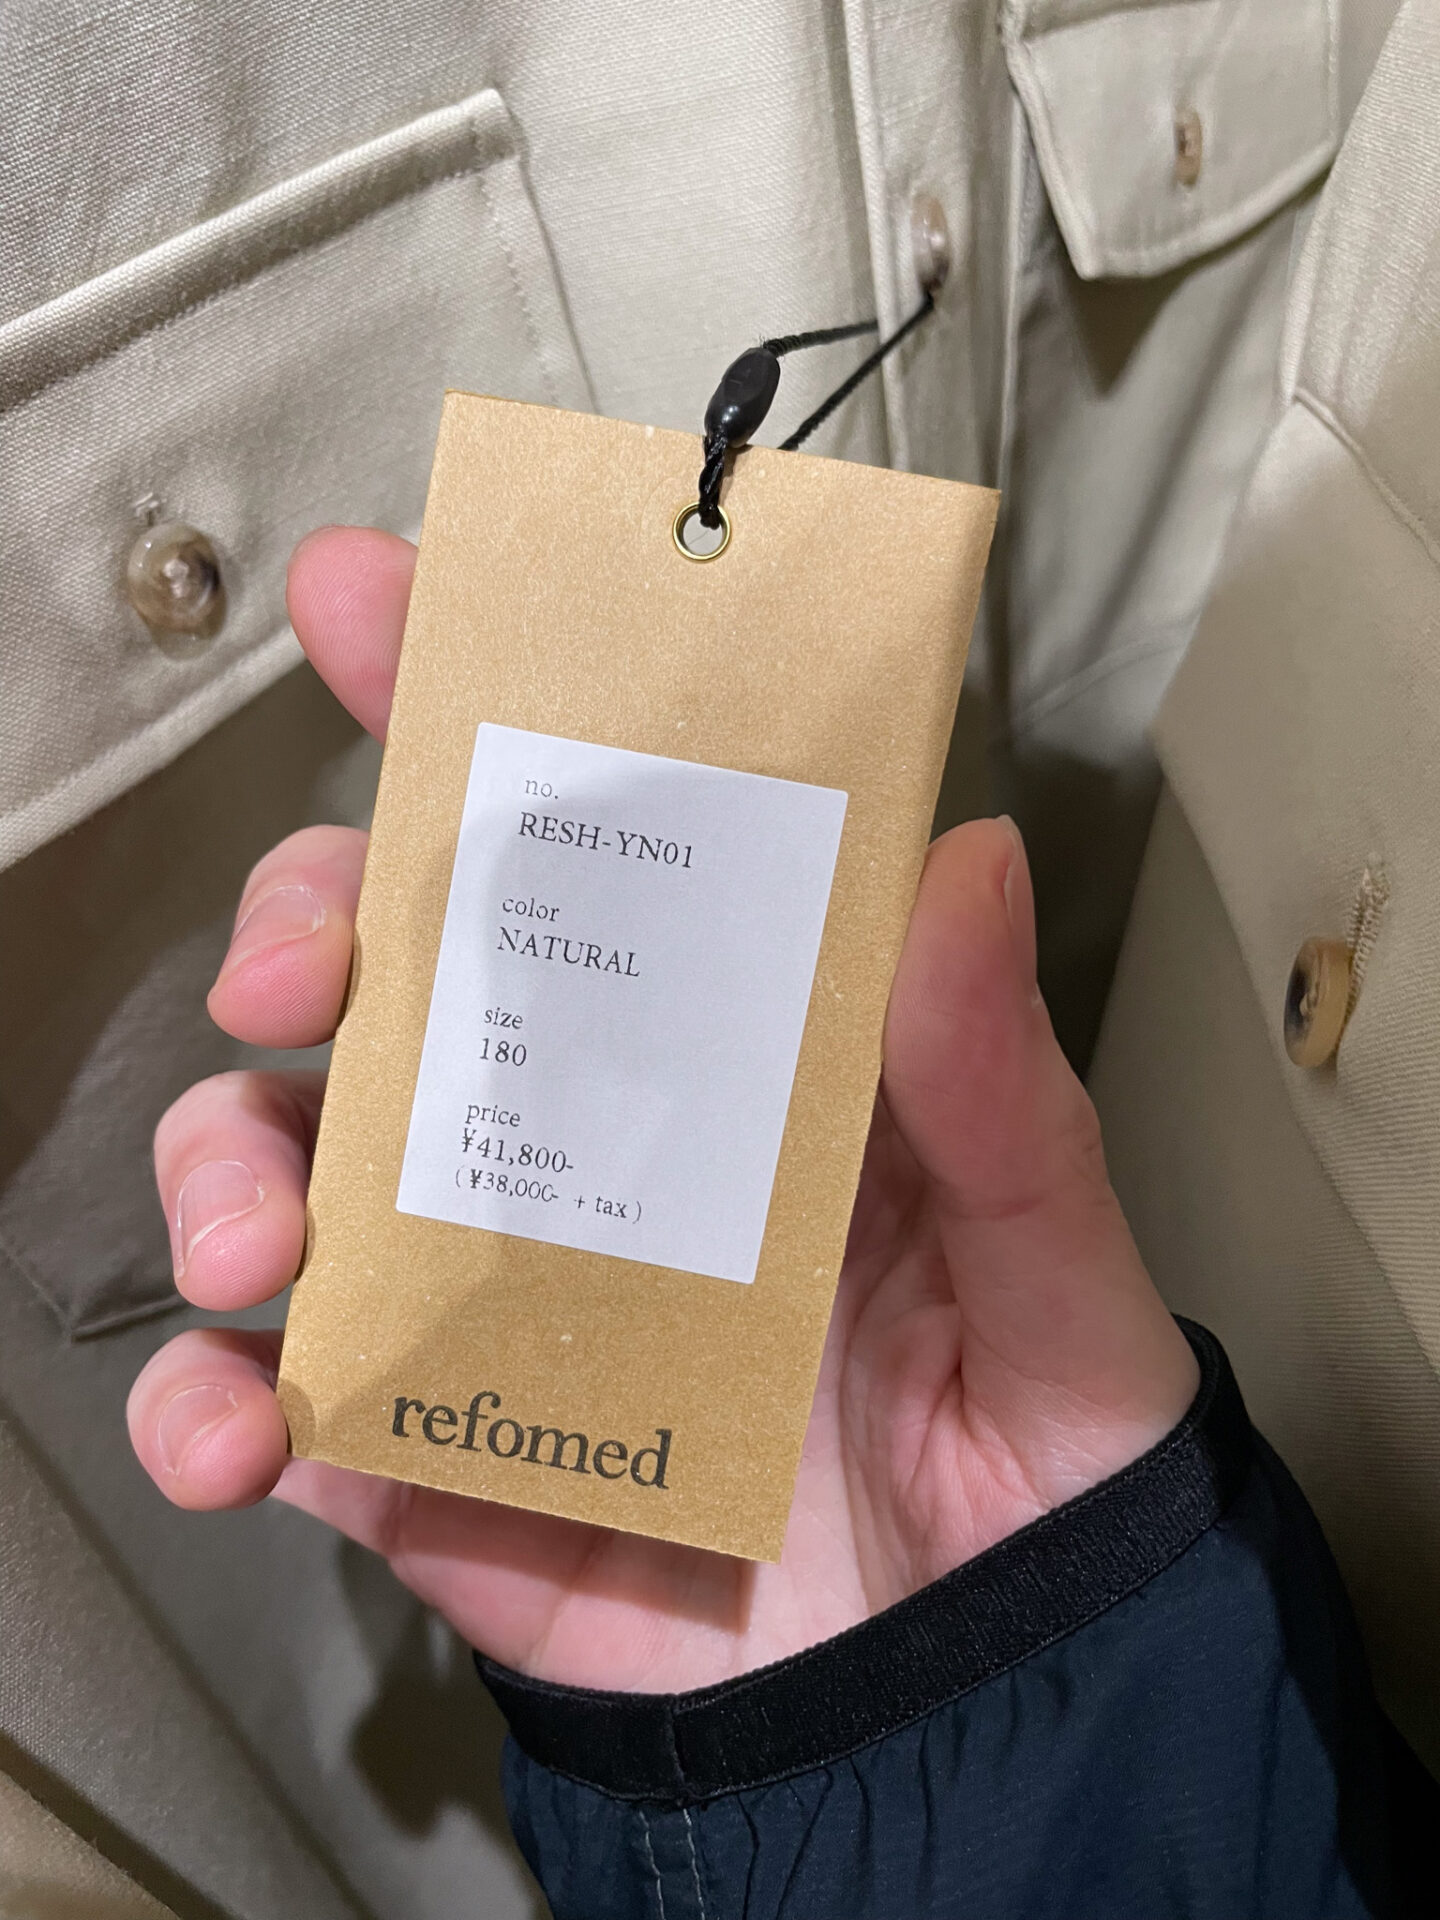 no.
RESH-YN01
color
NATURAL
size
180
price
¥41,800-
( ¥38,000- + tax )
refomed